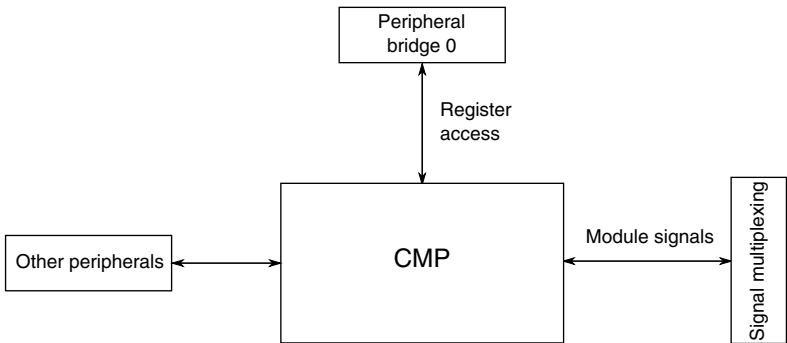 Peripheral
bridge 0
Register
access
Other peripherals
CMP
Module signals
Signal multiplexing